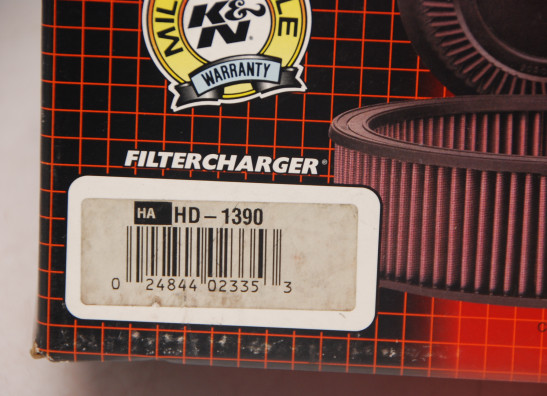 K&N
WARRANTY
FILTERCHARGER®
HA HD-1390
0 24844 02335 3